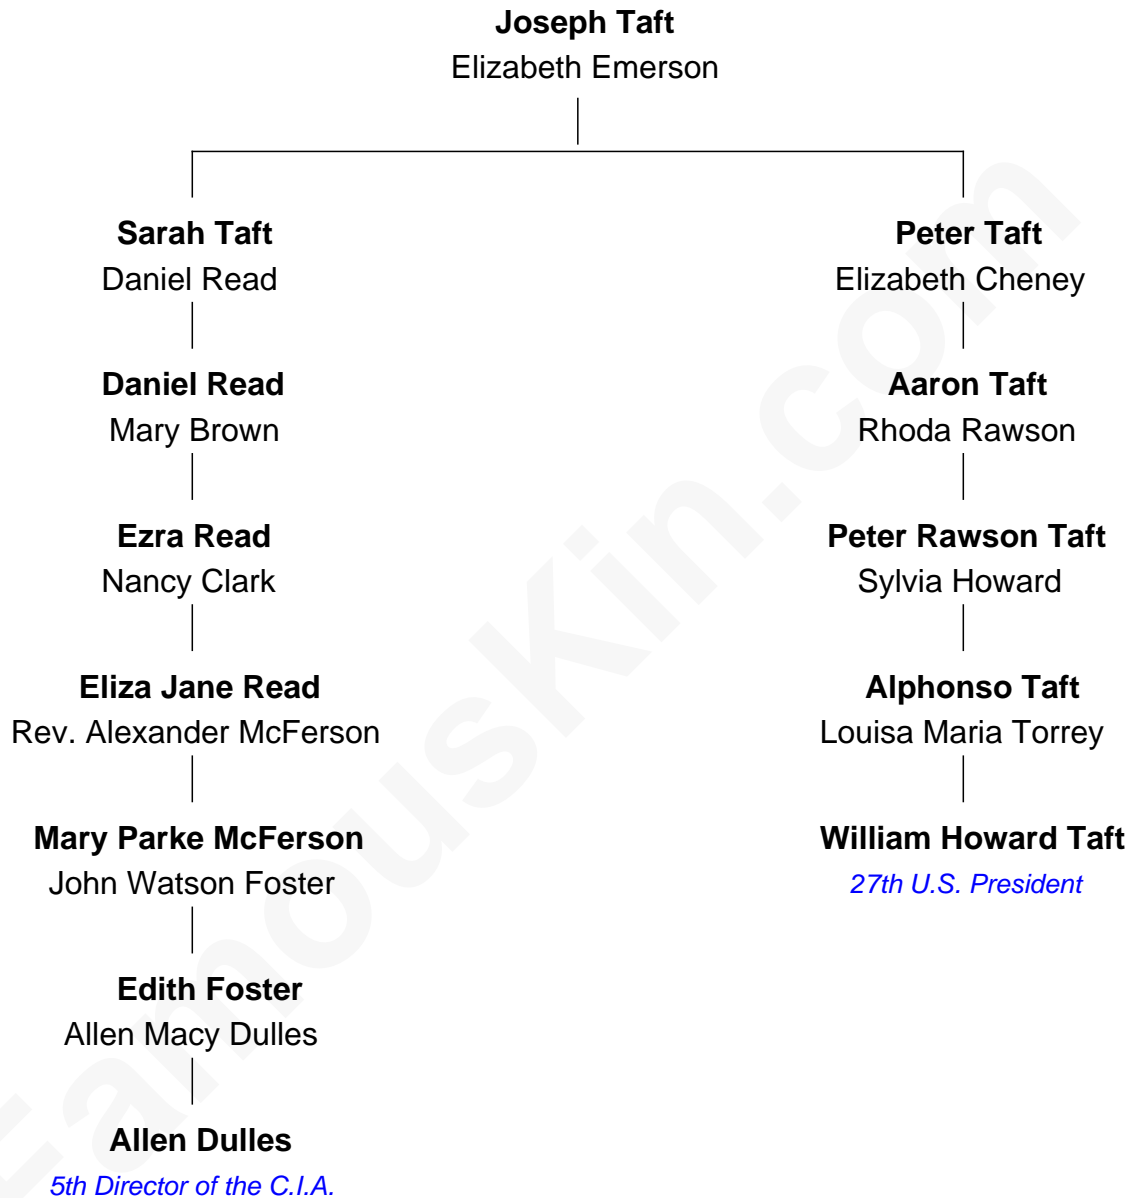 Joseph Taft
Elizabeth Emerson
Sarah Taft
Daniel Read
Daniel Read
Mary Brown
Ezra Read
Nancy Clark
Eliza Jane Read
Rev. Alexander McFerson
Mary Parke McFerson
John Watson Foster
Edith Foster
Allen Macy Dulles
Allen Dulles
5th Director of the C.I.A.
Peter Taft
Elizabeth Cheney
Aaron Taft
Rhoda Rawson
Peter Rawson Taft
Sylvia Howard
Alphonso Taft
Louisa Maria Torrey
William Howard Taft
27th U.S. President
FamousKin.com